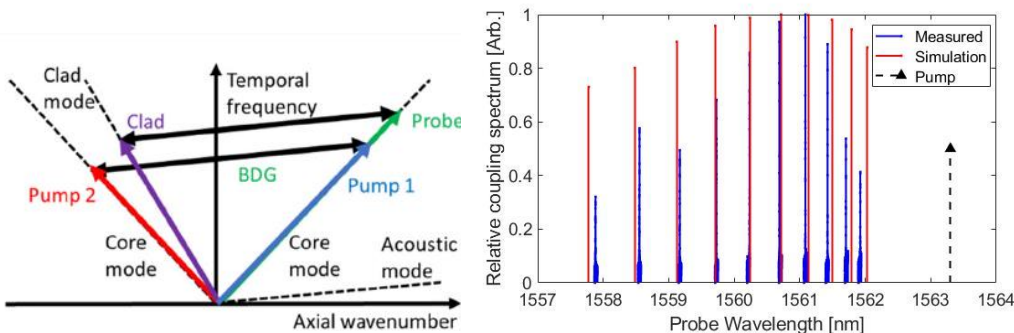 Clad
mode
Clad
Temporal
frequency
Probe
BDG
Pump 2
Pump 1
Core
mode
Core
mode
Acoustic
mode
Axial wavenumber
Relative coupling spectrum [Arb.]
1
0.8
0.6
0.4
0.2
0
1557 1558 1559 1560 1561 1562 1563 1564
Probe Wavelength [nm]
Measured
Simulation
Pump